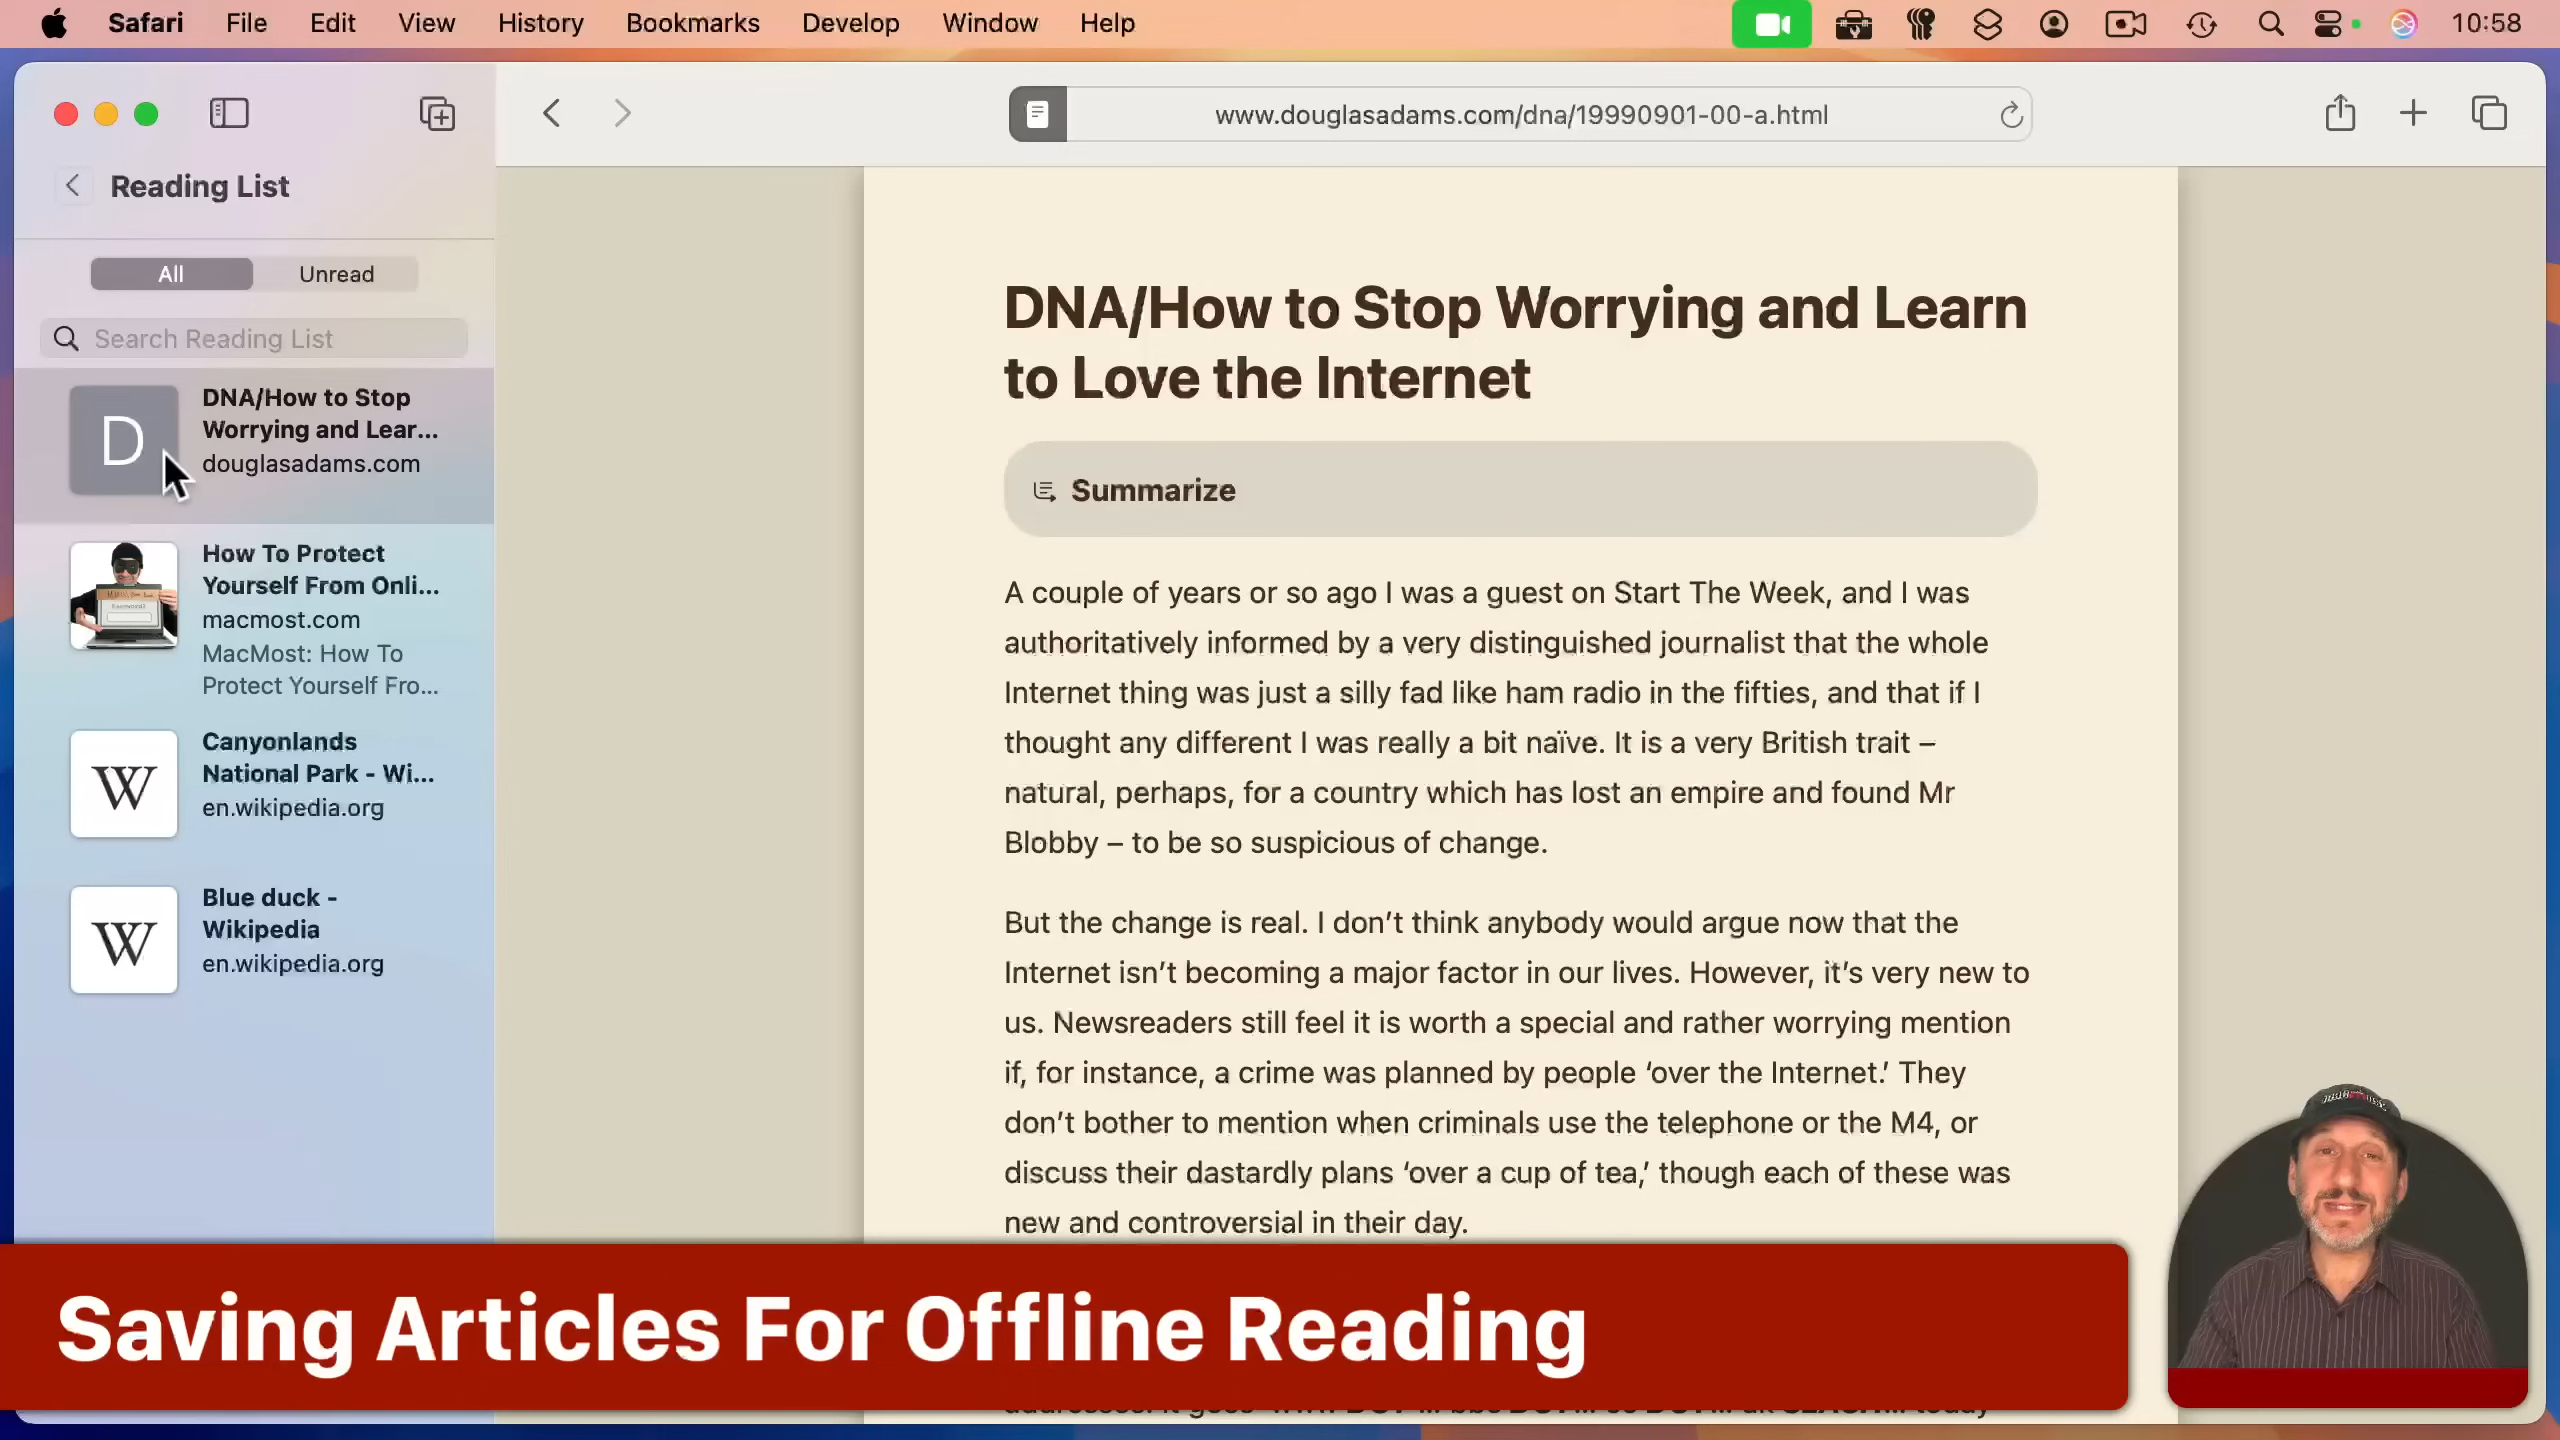 Safari File Edit View History Bookmarks Develop Window Help 10:58
www.douglasadams.com/dna/19990901-00-a.html
Reading List
All Unread
Search Reading List
D
DNA/How to Stop
Worrying and Lear...
douglasadams.com
How To Protect
Yourself From Onli...
macmost.com
MacMost: How To
Protect Yourself Fro...
W
Canyonlands
National Park - Wi...
en.wikipedia.org
W
Blue duck -
Wikipedia
en.wikipedia.org
DNA/How to Stop Worrying and Learn
to Love the Internet
Summarize
A couple of years or so ago I was a guest on Start The Week, and I was
authoritatively informed by a very distinguished journalist that the whole
Internet thing was just a silly fad like ham radio in the fifties, and that if I
thought any different I was really a bit naïve. It is a very British trait –
natural, perhaps, for a country which has lost an empire and found Mr
Blobby – to be so suspicious of change.
But the change is real. I don’t think anybody would argue now that the
Internet isn’t becoming a major factor in our lives. However, it’s very new to
us. Newsreaders still feel it is worth a special and rather worrying mention
if, for instance, a crime was planned by people ‘over the Internet.’ They
don’t bother to mention when criminals use the telephone or the M4, or
discuss their dastardly plans ‘over a cup of tea,’ though each of these was
new and controversial in their day.
Saving Articles For Offline Reading